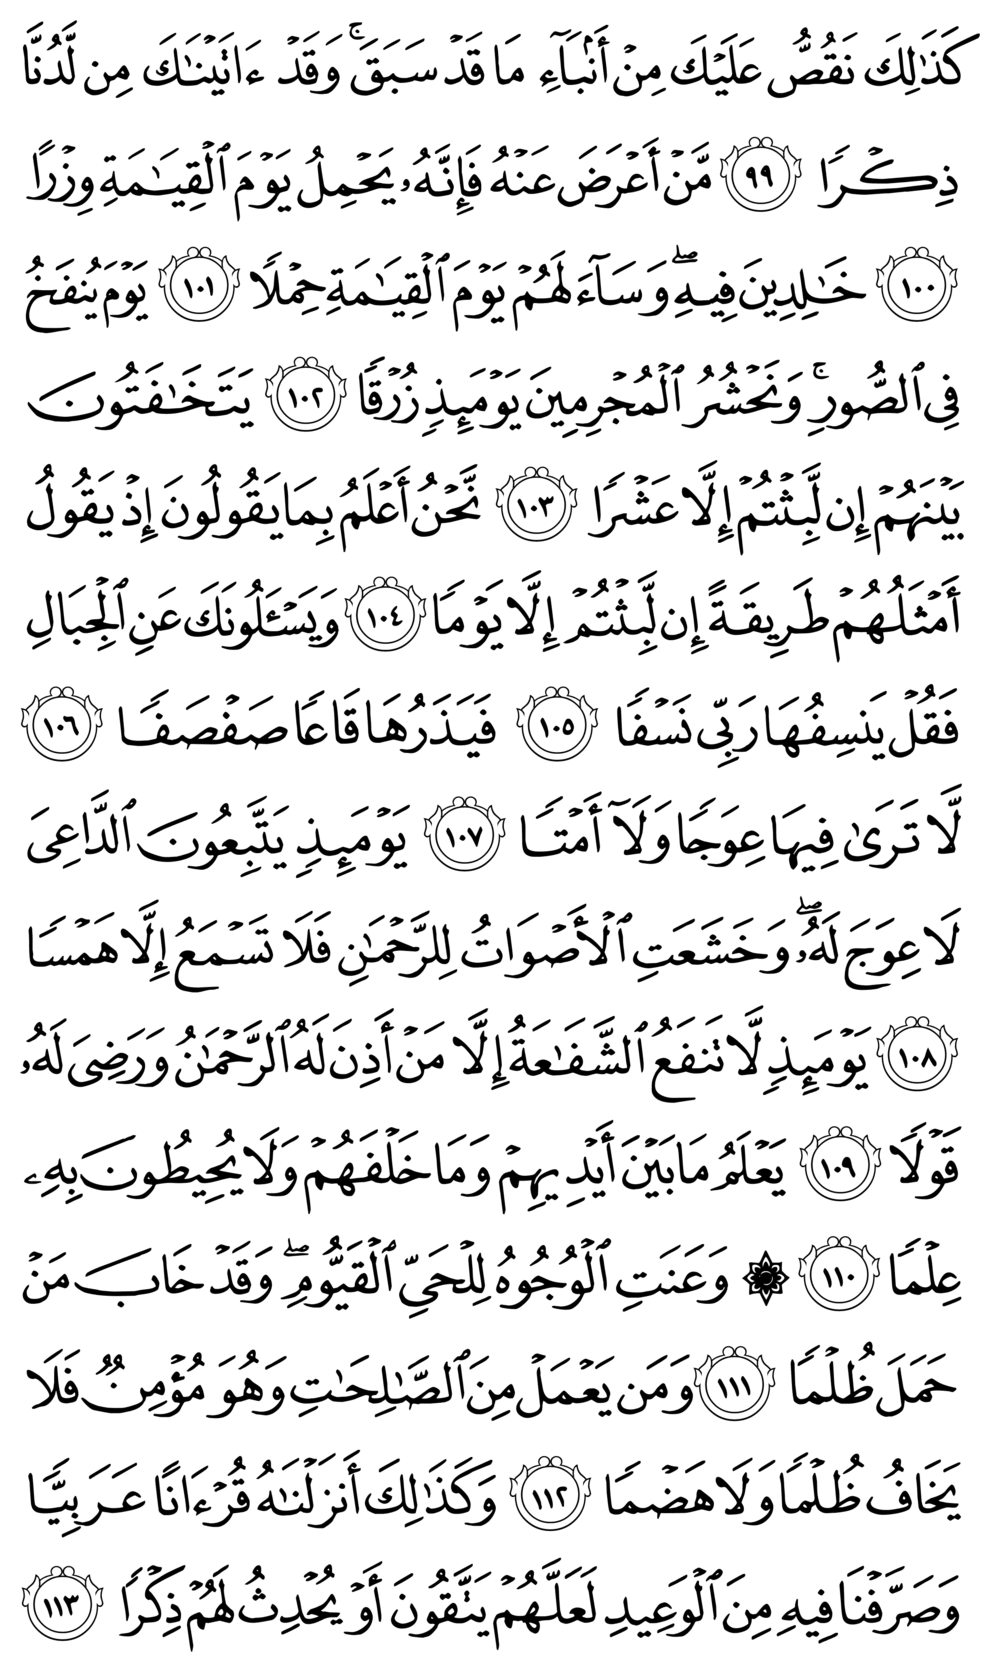 كَذَٰلِكَ نَقُصُّ عَلَيۡكَ مِنۡ أَنۢبَآءِ مَا قَدۡ سَبَقَۚ وَقَدۡ ءَاتَيۡنَٰكَ مِن لَّدُنَّا
ذِكۡرٗا ٩٩ مَّنۡ أَعۡرَضَ عَنۡهُ فَإِنَّهُۥ يَحۡمِلُ يَوۡمَ ٱلۡقِيَٰمَةِ وِزۡرًا
١٠٠ خَٰلِدِينَ فِيهِۖ وَسَآءَ لَهُمۡ يَوۡمَ ٱلۡقِيَٰمَةِ حِمۡلٗا ١٠١ يَوۡمَ يُنفَخُ
فِي ٱلصُّورِۚ وَنَحۡشُرُ ٱلۡمُجۡرِمِينَ يَوۡمَئِذٖ زُرۡقٗا ١٠٢ يَتَخَٰفَتُونَ
بَيۡنَهُمۡ إِن لَّبِثۡتُمۡ إِلَّا عَشۡرٗا ١٠٣ نَّحۡنُ أَعۡلَمُ بِمَا يَقُولُونَ إِذۡ يَقُولُ
أَمۡثَلُهُمۡ طَرِيقَةً إِن لَّبِثۡتُمۡ إِلَّا يَوۡمٗا ١٠٤ وَيَسۡـَٔلُونَكَ عَنِ ٱلۡجِبَالِ
فَقُلۡ يَنسِفُهَا رَبِّي نَسۡفٗا ١٠٥ فَيَذَرُهَا قَاعٗا صَفۡصَفٗا ١٠٦
لَّا تَرَىٰ فِيهَا عِوَجٗا وَلَآ أَمۡتٗا ١٠٧ يَوۡمَئِذٖ يَتَّبِعُونَ ٱلدَّاعِيَ
لَا عِوَجَ لَهُۥۖ وَخَشَعَتِ ٱلۡأَصۡوَاتُ لِلرَّحۡمَٰنِ فَلَا تَسۡمَعُ إِلَّا هَمۡسٗا
١٠٨ يَوۡمَئِذٖ لَّا تَنفَعُ ٱلشَّفَٰعَةُ إِلَّا مَنۡ أَذِنَ لَهُ ٱلرَّحۡمَٰنُ وَرَضِيَ لَهُۥ
قَوۡلٗا ١٠٩ يَعۡلَمُ مَا بَيۡنَ أَيۡدِيهِمۡ وَمَا خَلۡفَهُمۡ وَلَا يُحِيطُونَ بِهِۦ
عِلۡمٗا ١١٠ ۞ وَعَنَتِ ٱلۡوُجُوهُ لِلۡحَيِّ ٱلۡقَيُّومِۖ وَقَدۡ خَابَ مَنۡ
حَمَلَ ظُلۡمٗا ١١١ وَمَن يَعۡمَلۡ مِنَ ٱلصَّٰلِحَٰتِ وَهُوَ مُؤۡمِنٞ فَلَا
يَخَافُ ظُلۡمٗا وَلَا هَضۡمٗا ١١٢ وَكَذَٰلِكَ أَنزَلۡنَٰهُ قُرۡءَانًا عَرَبِيّٗا
وَصَرَّفۡنَا فِيهِ مِنَ ٱلۡوَعِيدِ لَعَلَّهُمۡ يَتَّقُونَ أَوۡ يُحۡدِثُ لَهُمۡ ذِكۡرٗا ١١٣